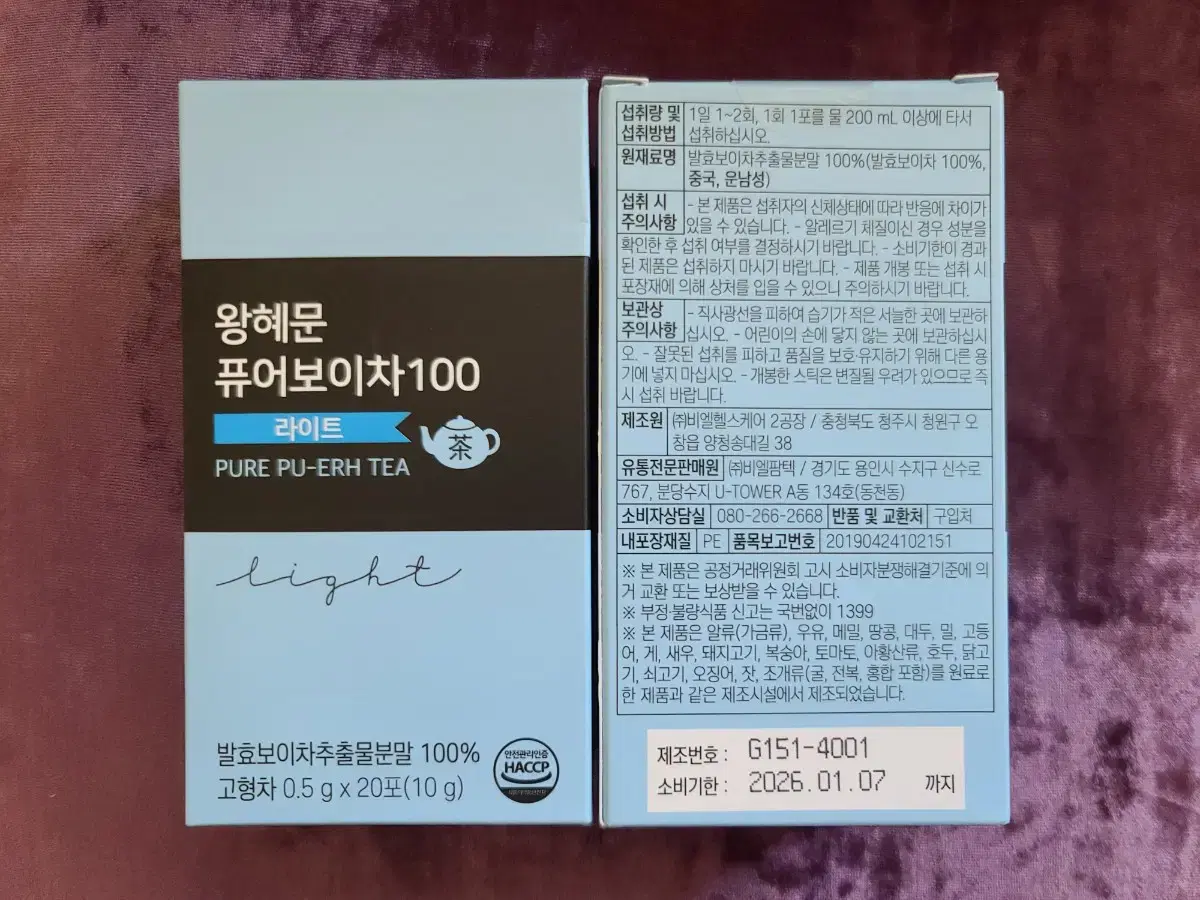 왕혜문
퓨어보이차100
라이트
茶
PURE PU-ERH TEA
light
발효보이차추출물분말 100%
고형차 0.5 g x 20포(10 g)
안전관리인증
HACCP
섭취량 및 섭취방법 1일 1~2회, 1회 1포를 물 200 mL 이상에 타서
섭취하십시오.
원재료명 발효보이차추출물분말 100%(발효보이차 100%,
중국, 운남성)
섭취 시 주의사항 - 본 제품은 섭취자의 신체상태에 따라 반응에 차이가
있을 수 있습니다. - 알레르기 체질이신 경우 성분을
확인한 후 섭취 여부를 결정하시기 바랍니다. - 소비기한이 경과
된 제품은 섭취하지 마시기 바랍니다. - 제품 개봉 또는 섭취 시
포장재에 의해 상처를 입을 수 있으니 주의하시기 바랍니다.
보관상 주의사항 - 직사광선을 피하여 습기가 적은 서늘한 곳에 보관하
십시오. - 어린이의 손에 닿지 않는 곳에 보관하십시
오. - 잘못된 섭취를 피하고 품질을 보호·유지하기 위해 다른 용
기에 넣지 마십시오. - 개봉한 스틱은 변질될 우려가 있으므로 즉
시 섭취 바랍니다.
제조원 ㈜비엘헬스케어 2공장 / 충청북도 청주시 청원구 오
창읍 양청송대길 38
유통전문판매원 ㈜비엘팜텍 / 경기도 용인시 수지구 신수로
767, 분당수지 U-TOWER A동 134호(동천동)
소비자상담실 080-266-2668 반품 및 교환처 구입처
내포장재질 PE 품목보고번호 20190424102151
※ 본 제품은 공정거래위원회 고시 소비자분쟁해결기준에 의
거 교환 또는 보상받을 수 있습니다.
※ 부정·불량식품 신고는 국번없이 1399
※ 본 제품은 알류(가금류), 우유, 메밀, 땅콩, 대두, 밀, 고등
어, 게, 새우, 돼지고기, 복숭아, 토마토, 아황산류, 호두, 닭고
기, 쇠고기, 오징어, 잣, 조개류(굴, 전복, 홍합 포함)를 원료로
한 제품과 같은 제조시설에서 제조되었습니다.
제조번호 : G151-4001
소비기한 : 2026.01.07 까지